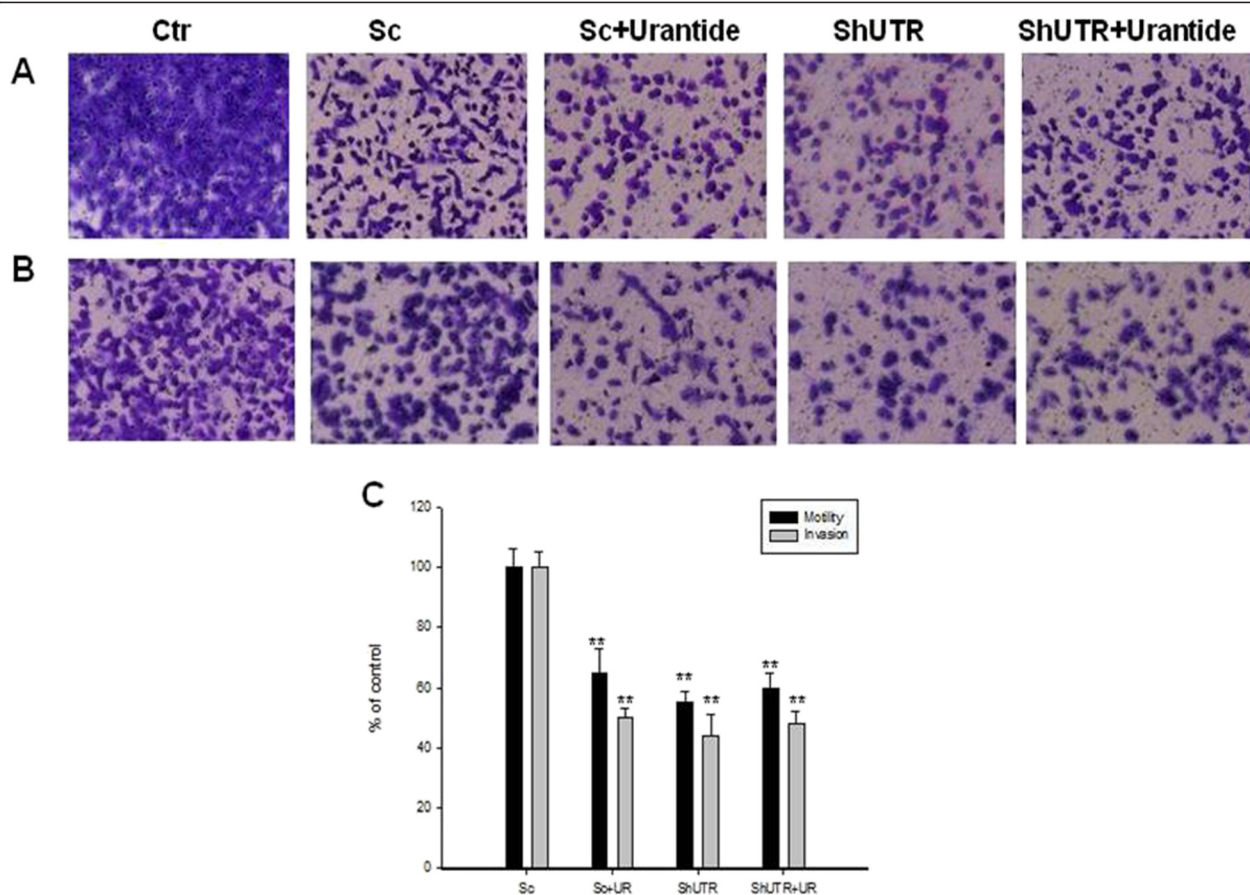 Ctr Sc Sc+Urantide ShUTR ShUTR+Urantide
A
B
C
120
100
80
60
40
20
0
% of control
Motility
Invasion
** ** ** ** ** **
Sc Sc+UR ShUTR ShUTR+UR